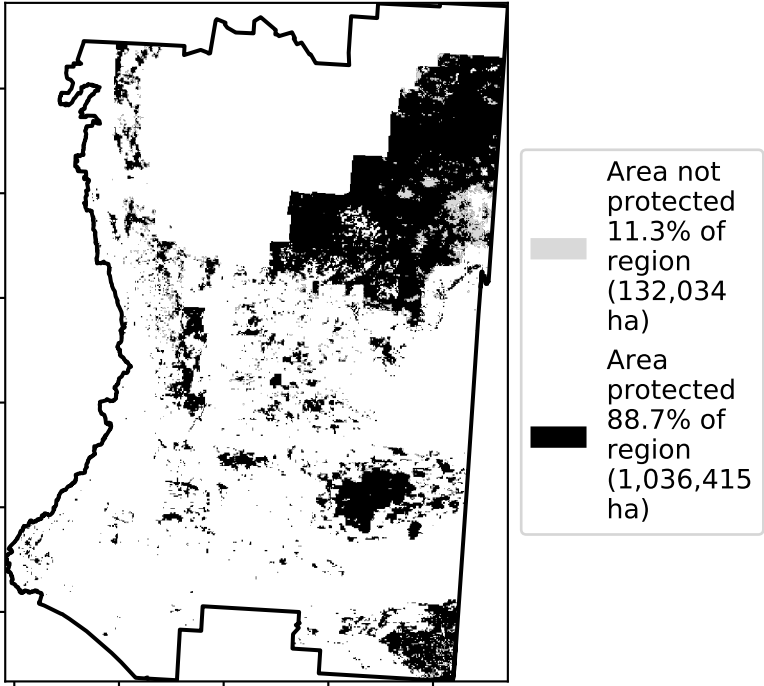 Area not
protected
11.3% of
region
(132,034
ha)
Area
protected
88.7% of
region
(1,036,415
ha)